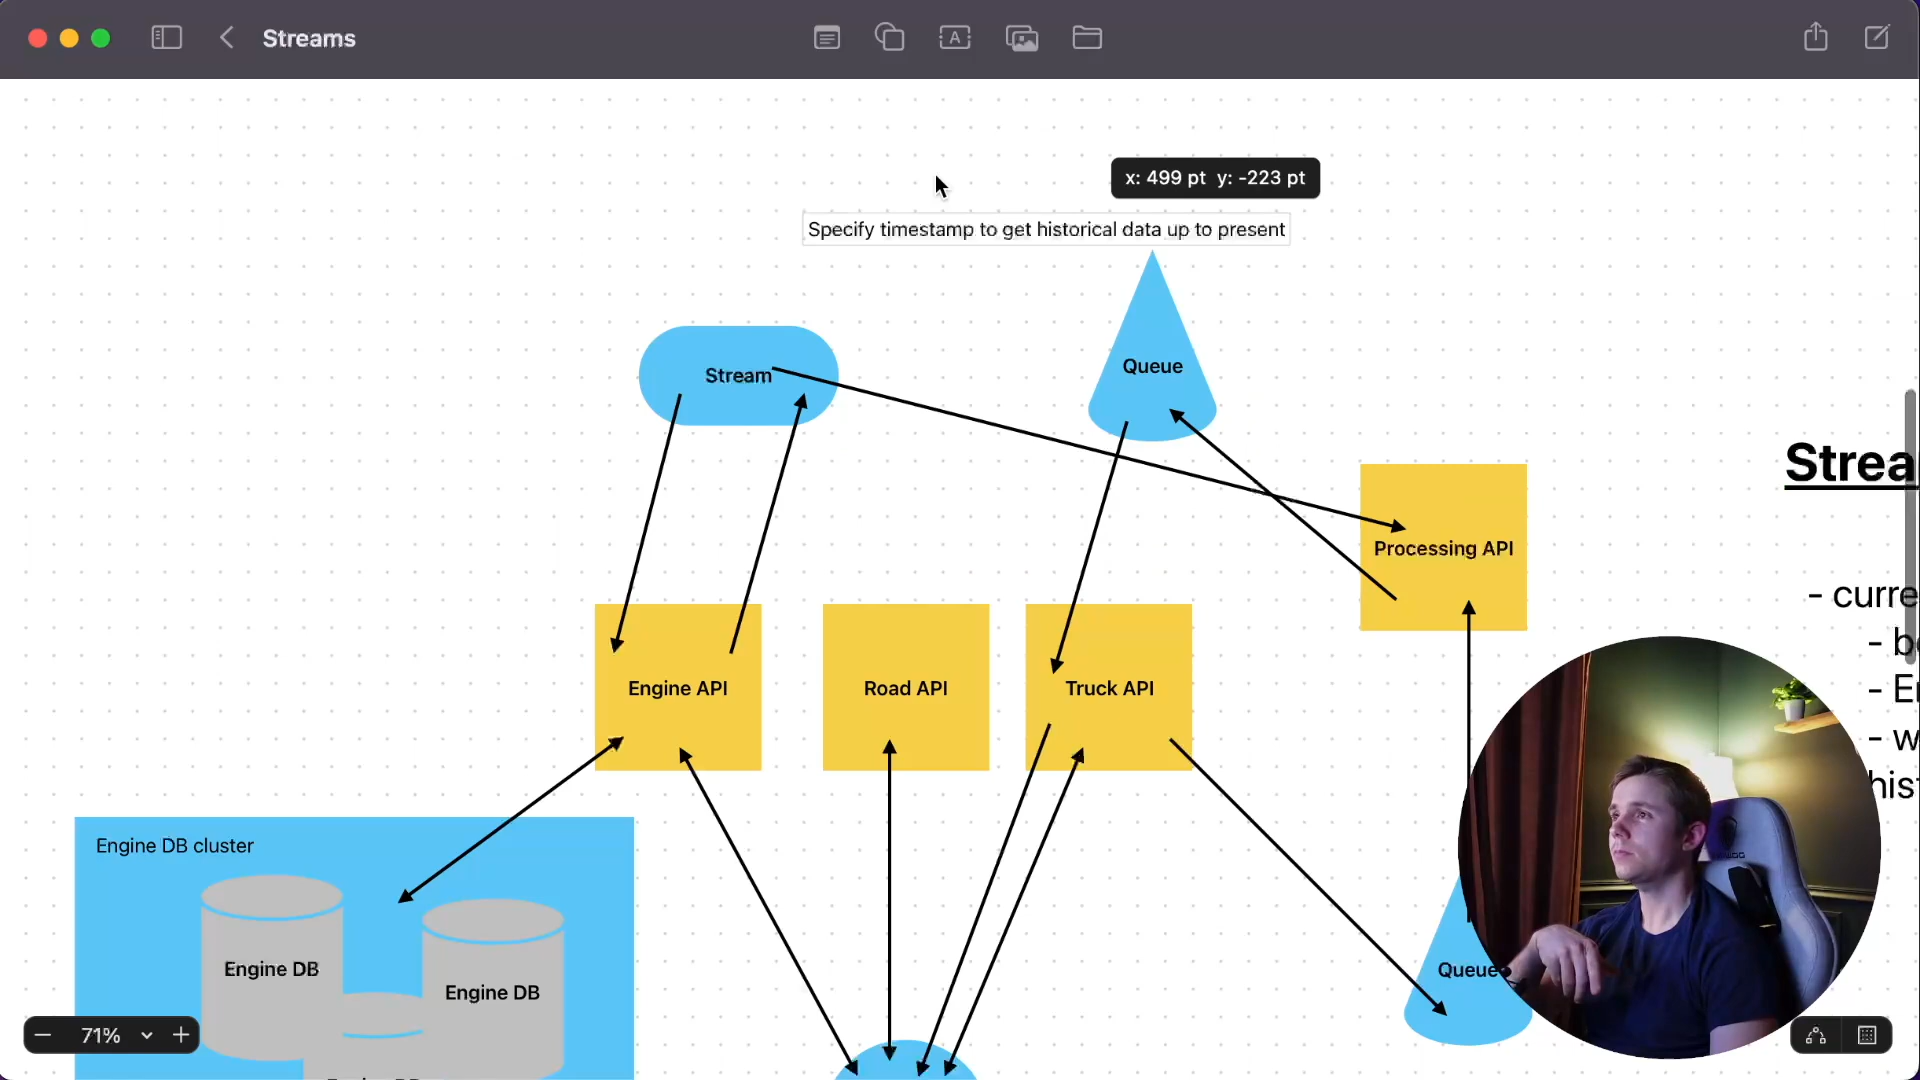 Streams
A
x: 499 pt y: -223 pt
Specify timestamp to get historical data up to present
Stream
Queue
Strea
Processing API
- curre
- b
- E
- w
his
Engine API
Road API
Truck API
Engine DB cluster
Engine DB
Engine DB
Queue
71%